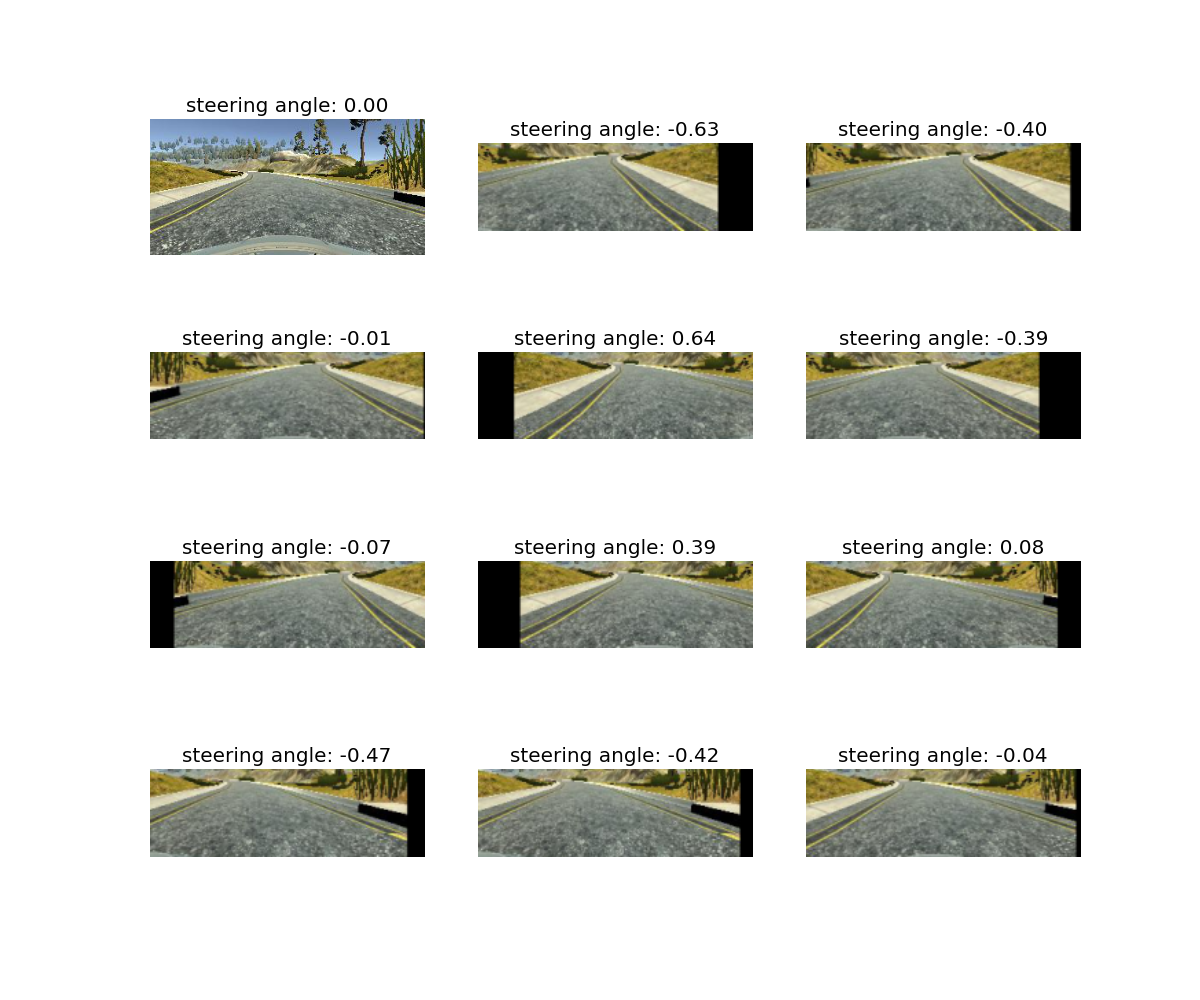 steering angle: 0.00
steering angle: -0.63
steering angle: -0.40
steering angle: -0.01
steering angle: 0.64
steering angle: -0.39
steering angle: -0.07
steering angle: 0.39
steering angle: 0.08
steering angle: -0.47
steering angle: -0.42
steering angle: -0.04